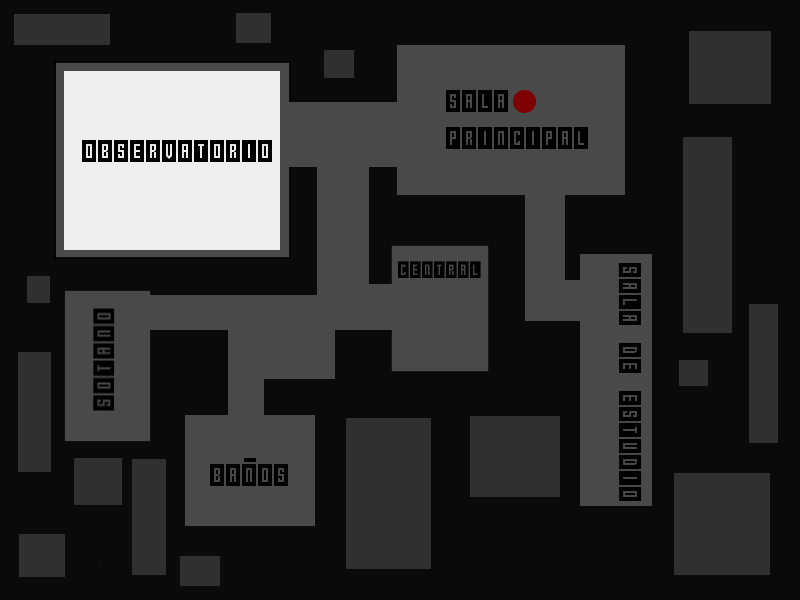 SALA
PRINCIPAL
OBSERVATORIO
CENTRAL
SALA DE ESTUDIO
SOTANO
BAÑOS